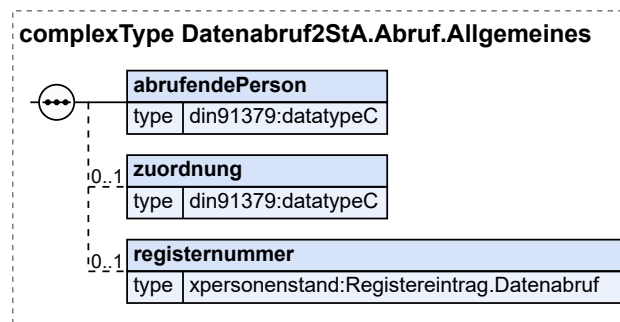 complexType Datenabruf2StA.Abruf.Allgemeines
abrufendePerson
type din91379:datatypeC
0..1 zuordnung
type din91379:datatypeC
0..1 registernummer
type xpersonenstand:Registereintrag.Datenabruf